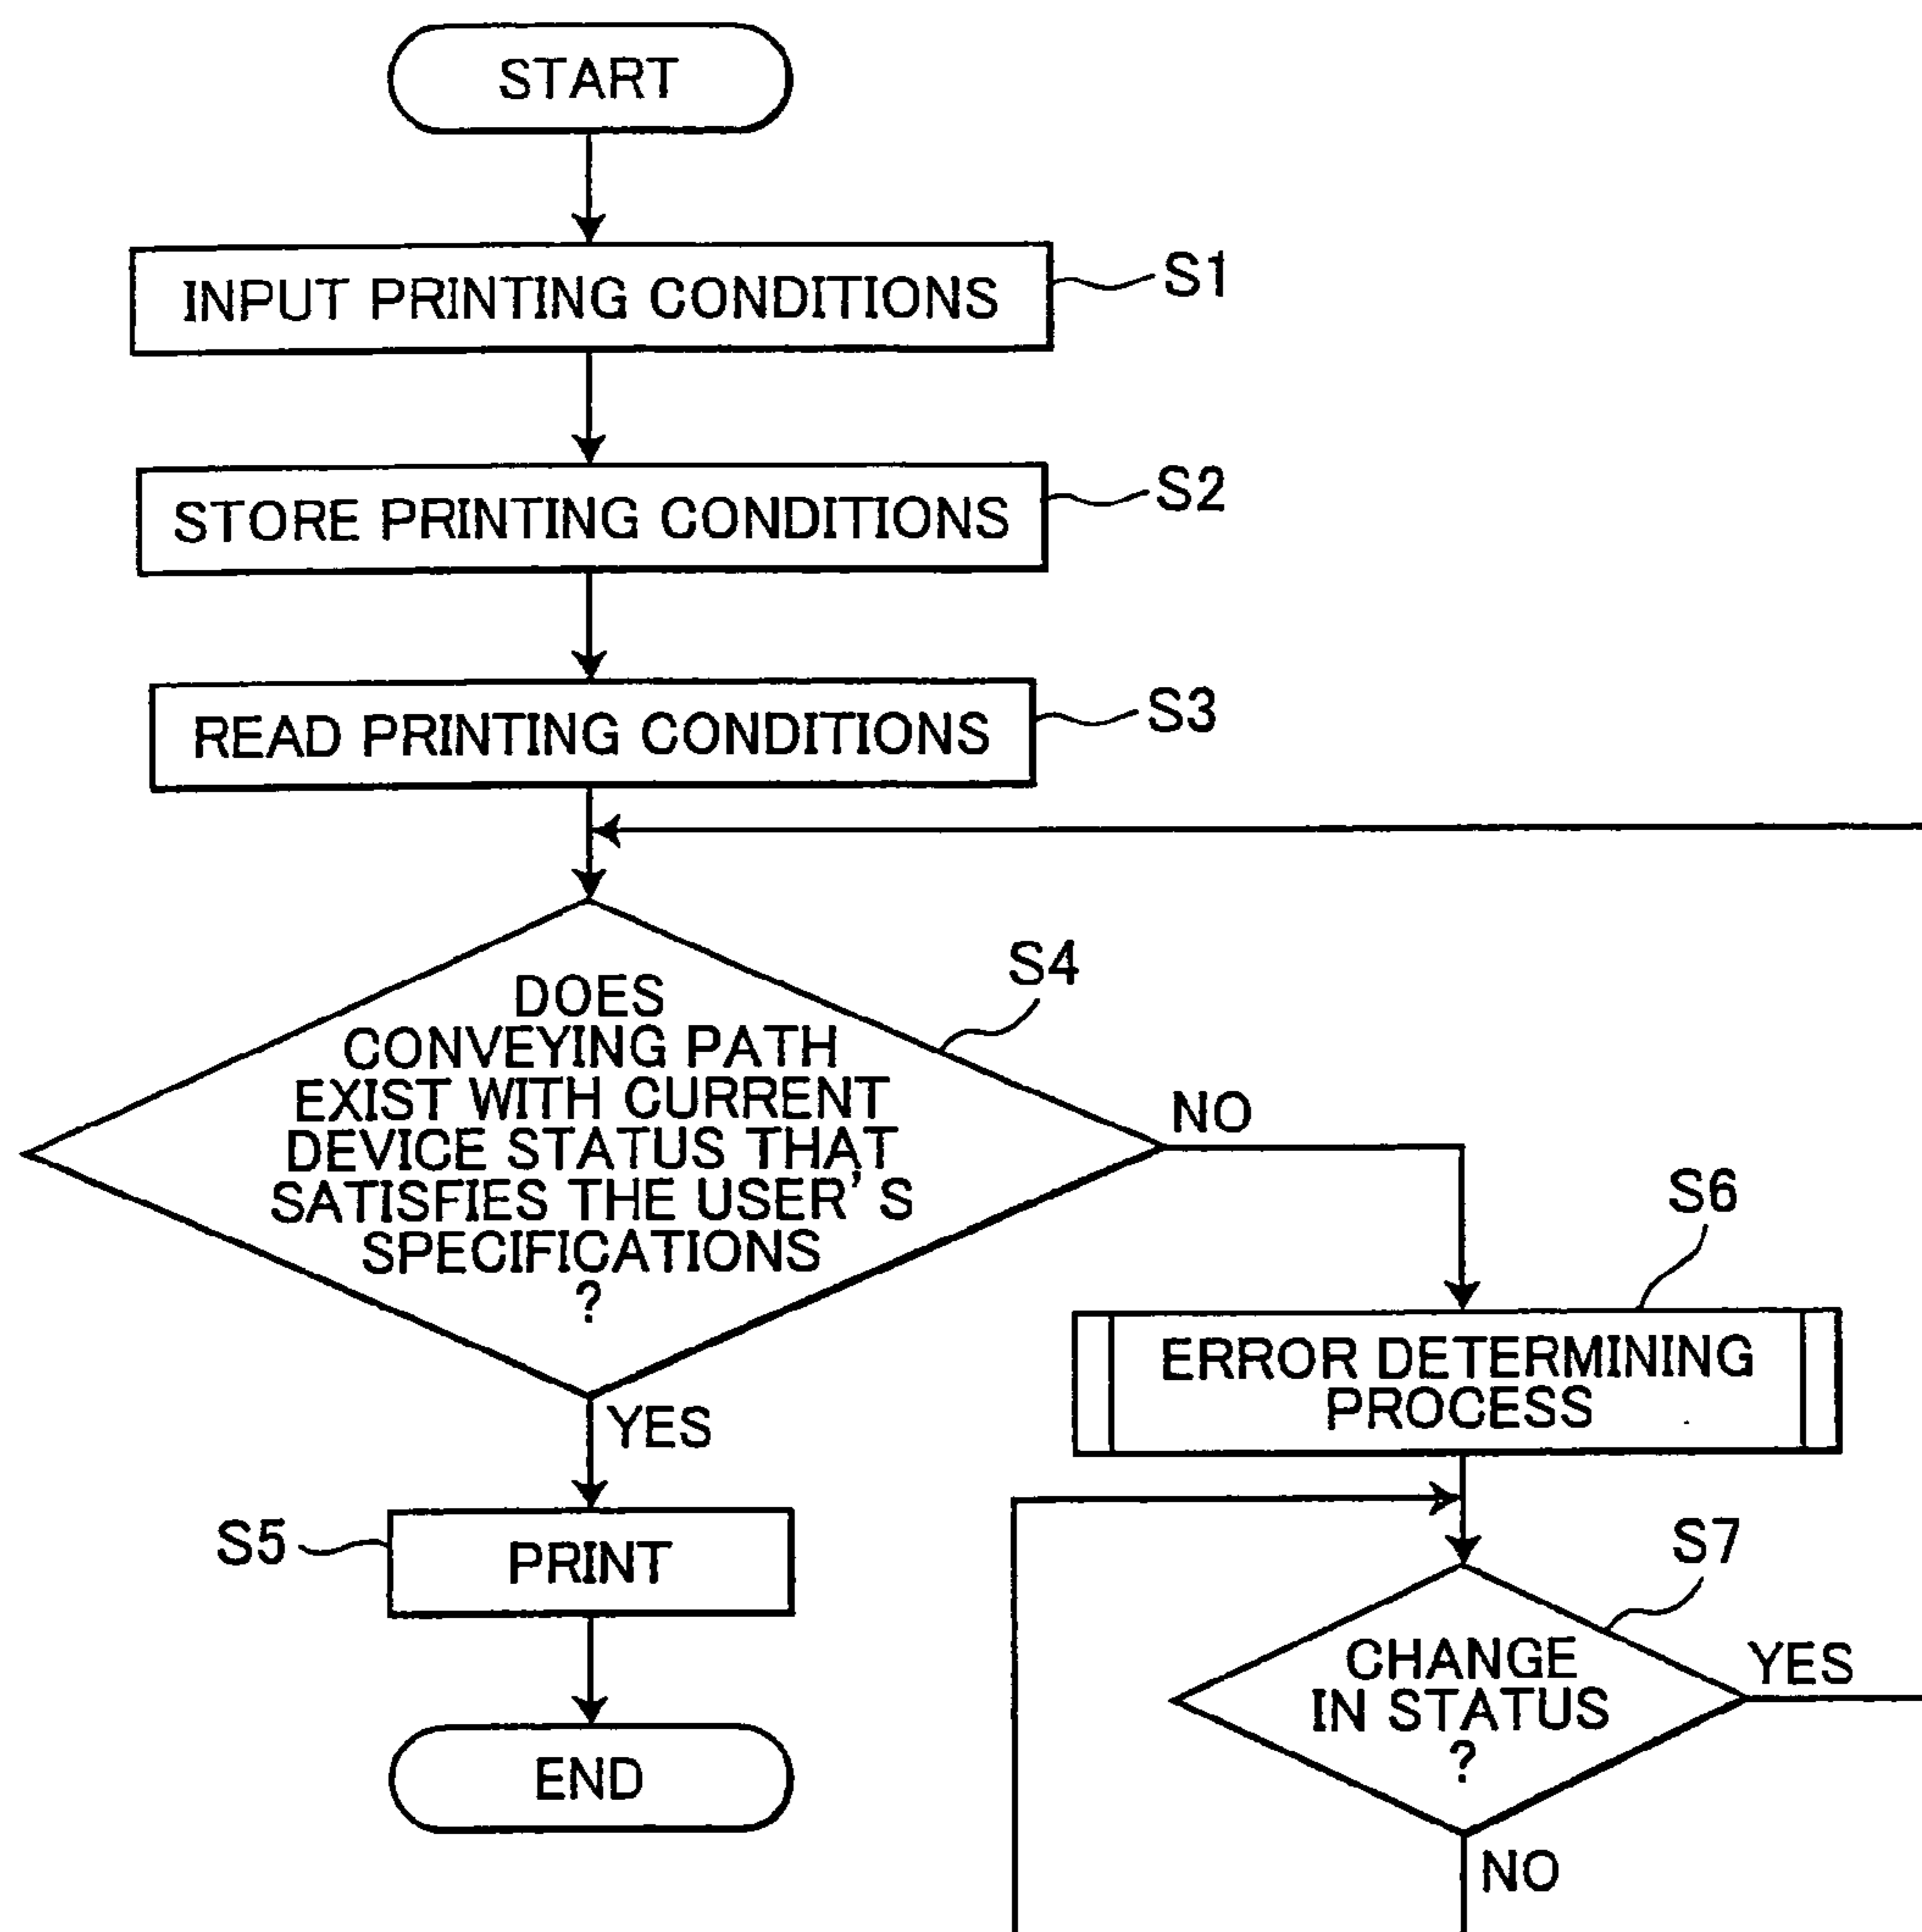 START
INPUT PRINTING CONDITIONS
S1
STORE PRINTING CONDITIONS
S2
READ PRINTING CONDITIONS
S3
DOES
CONVEYING PATH
EXIST WITH CURRENT
DEVICE STATUS THAT
SATISFIES THE USER'S
SPECIFICATIONS
?
S4
NO
YES
S5
PRINT
END
S6
ERROR DETERMINING
PROCESS
S7
CHANGE
IN STATUS
?
YES
NO